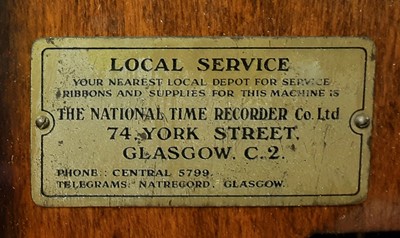 LOCAL SERVICE
YOUR NEAREST LOCAL DEPOT FOR SERVICE
RIBBONS AND SUPPLIES FOR THIS MACHINE IS
THE NATIONAL TIME RECORDER Co. Ltd
74. YORK STREET.
GLASGOW. C.2.
PHONE: CENTRAL 5799.
TELEGRAMS: NATRECORD, GLASGOW.